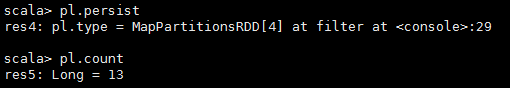 scala> pl.persist
res4: pl.type = MapPartitionsRDD[4] at filter at <console>:29
scala> pl.count
res5: Long = 13